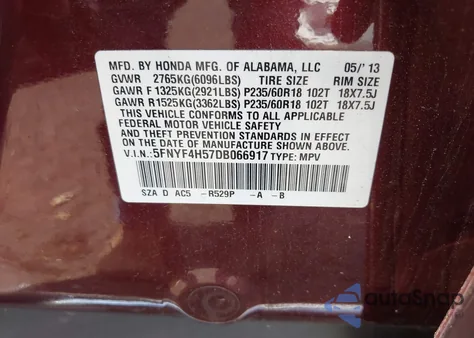 MFD. BY HONDA MFG. OF ALABAMA, LLC 05/'13
GVWR 2765KG(6096LBS) TIRE SIZE RIM SIZE
GAWR F 1325KG(2921LBS) P235/60R18 102T 18X7.5J
GAWR R1525KG(3362LBS) P235/60R18 102T 18X7.5J
THIS VEHICLE CONFORMS TO ALL APPLICABLE
FEDERAL MOTOR VEHICLE SAFETY
AND THEFT PREVENTION STANDARDS IN EFFECT
ON THE DATE OF MANUFACTURE SHOWN ABOVE.
V.I.N.:5FNYF4H57DB066917 TYPE: MPV
SZA D AC5 -R529P -A -B
autoSnap